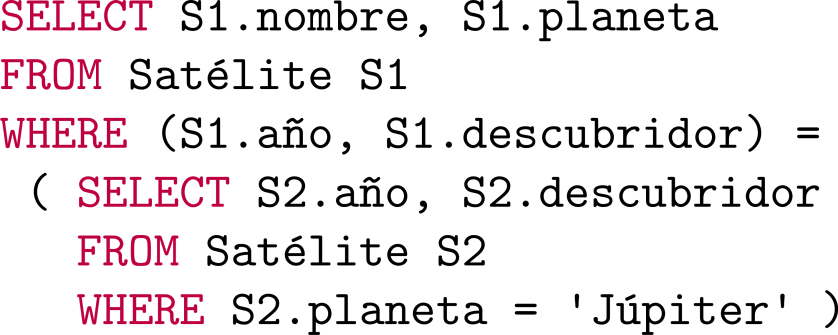 SELECT S1.nombre, S1.planeta
FROM Satélite S1
WHERE (S1.año, S1.descubridor) =
( SELECT S2.año, S2.descubridor
FROM Satélite S2
WHERE S2.planeta = 'Júpiter' )